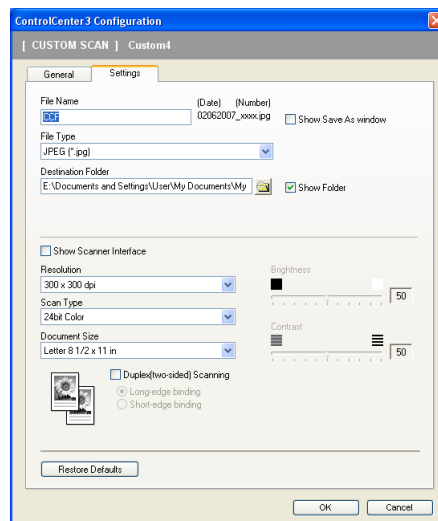 ControlCenter3 Configuration
[ CUSTOM SCAN ] Custom4
General Settings
File Name (Date) (Number)
CCF 02062007_xxxx.jpg Show Save As window
File Type
JPEG (*.jpg)
Destination Folder
E:\Documents and Settings\User\My Documents\My Show Folder
Show Scanner Interface
Resolution Brightness
300 x 300 dpi 50
Scan Type
24bit Color
Document Size Contrast
Letter 8 1/2 x 11 in 50
Duplex(two-sided) Scanning
Long-edge binding
Short-edge binding
Restore Defaults
OK Cancel